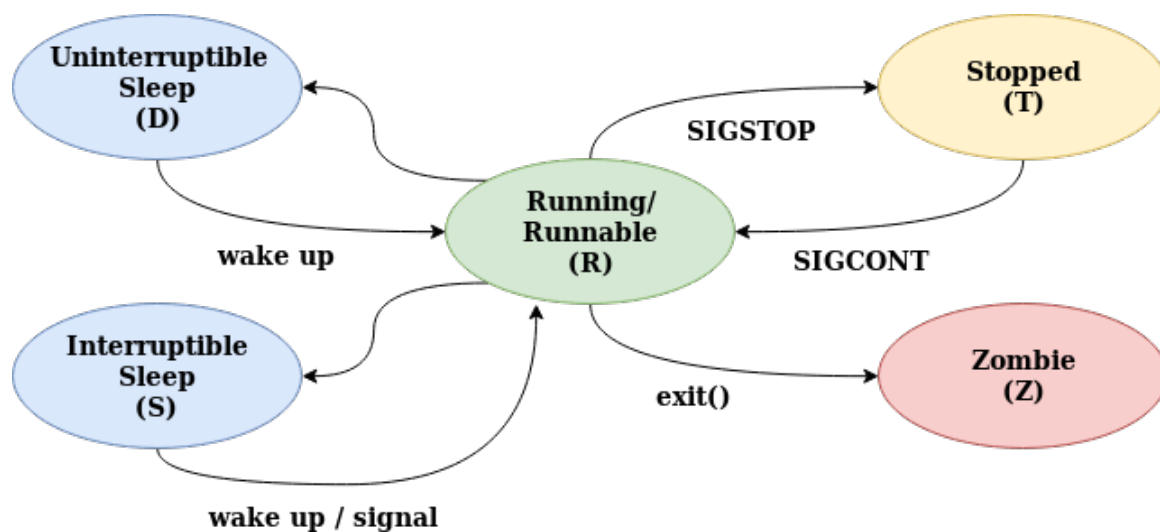 Uninterruptible
Sleep
(D)
Stopped
(T)
SIGSTOP
Running/
Runnable
(R)
wake up
SIGCONT
Interruptible
Sleep
(S)
Zombie
(Z)
exit()
wake up / signal